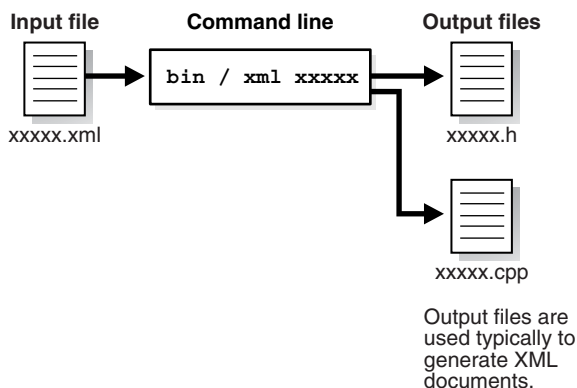 Input file
Command line
Output files
bin / xml xxxxx
xxxxx.xml
xxxxx.h
xxxxx.cpp
Output files are
used typically to
generate XML
documents.